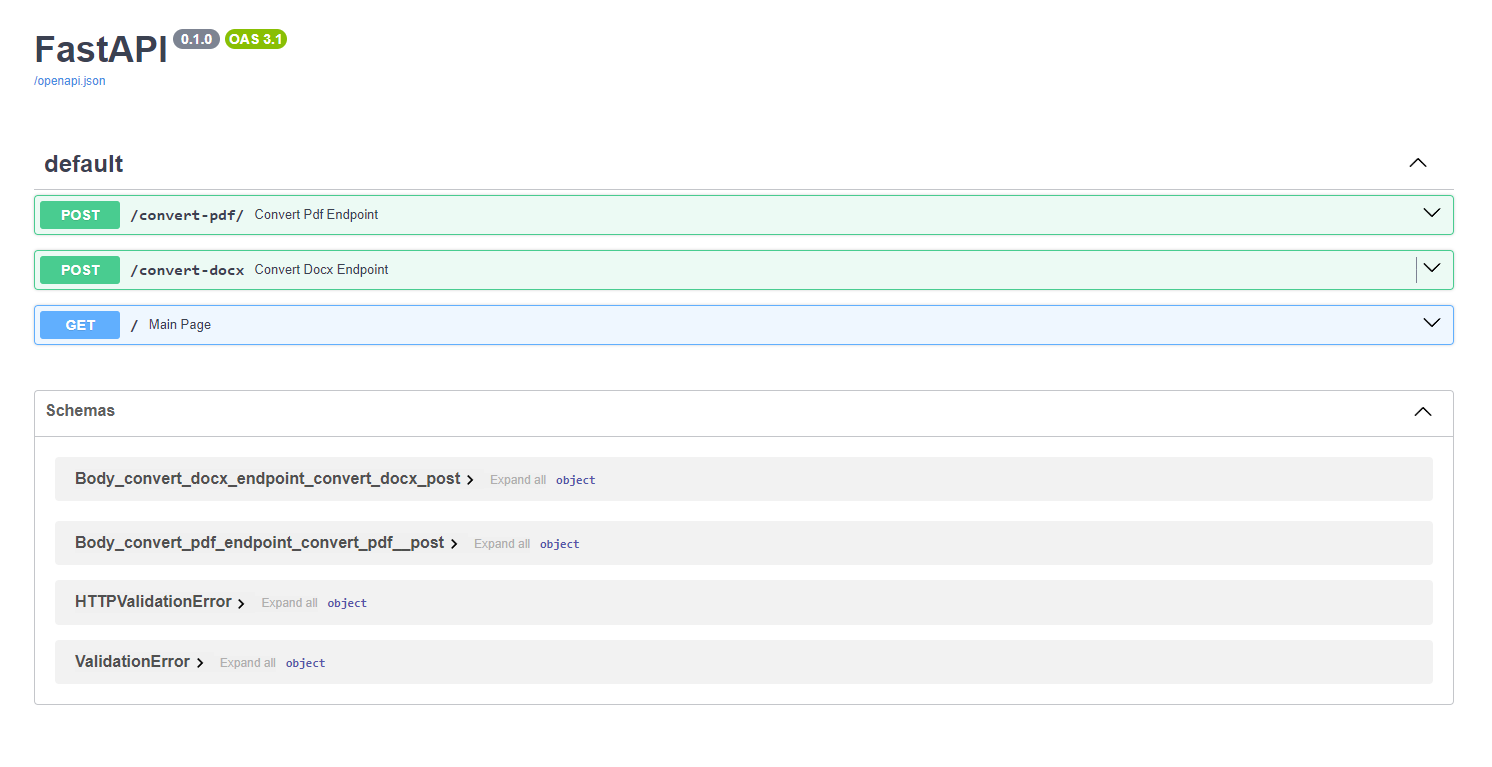 FastAPI 0.1.0 OAS 3.1
/openapi.json
default
POST /convert-pdf/ Convert Pdf Endpoint
POST /convert-docx Convert Docx Endpoint
GET / Main Page
Schemas
Body_convert_docx_endpoint_convert_docx_post Expand all object
Body_convert_pdf_endpoint_convert_pdf__post Expand all object
HTTPValidationError Expand all object
ValidationError Expand all object